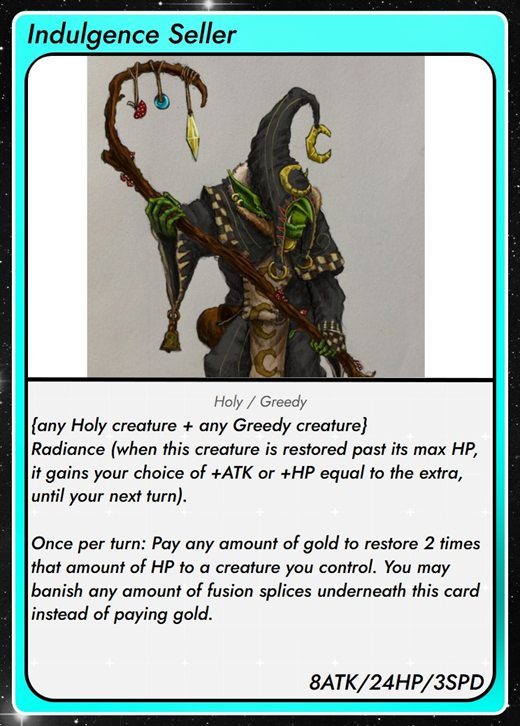 Indulgence Seller
Holy / Greedy
{any Holy creature + any Greedy creature}
Radiance (when this creature is restored past its max HP,
it gains your choice of +ATK or +HP equal to the extra,
until your next turn).
Once per turn: Pay any amount of gold to restore 2 times
that amount of HP to a creature you control. You may
banish any amount of fusion splices underneath this card
instead of paying gold.
8ATK/24HP/3SPD